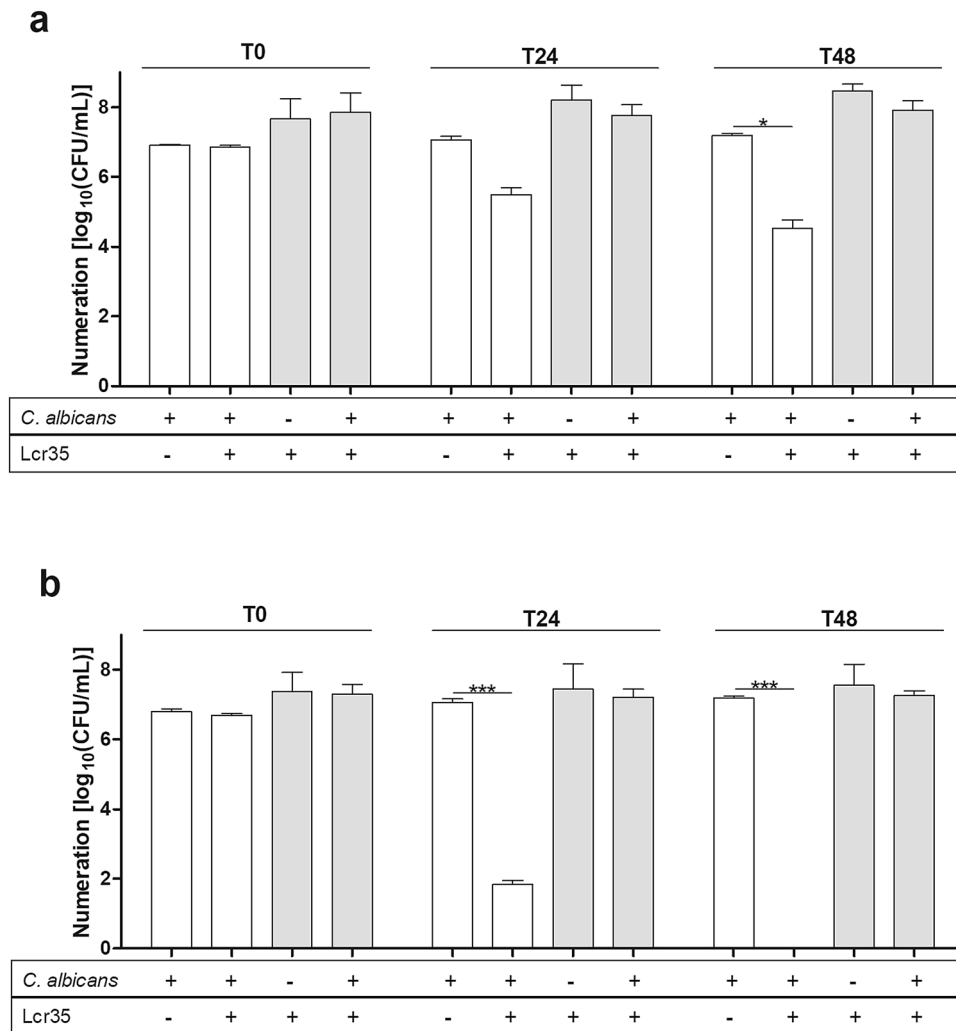 a
T0 T24 T48
Numeration [log10(CFU/mL)]
8
6
4
2
0
*
C. albicans + + - + + + - + + + - +
Lcr35 - + + + - + + + - + + +
b
T0 T24 T48
Numeration [log10(CFU/mL)]
8
6
4
2
0
*** ***
C. albicans + + - + + + - + + + - +
Lcr35 - + + + - + + + - + + +